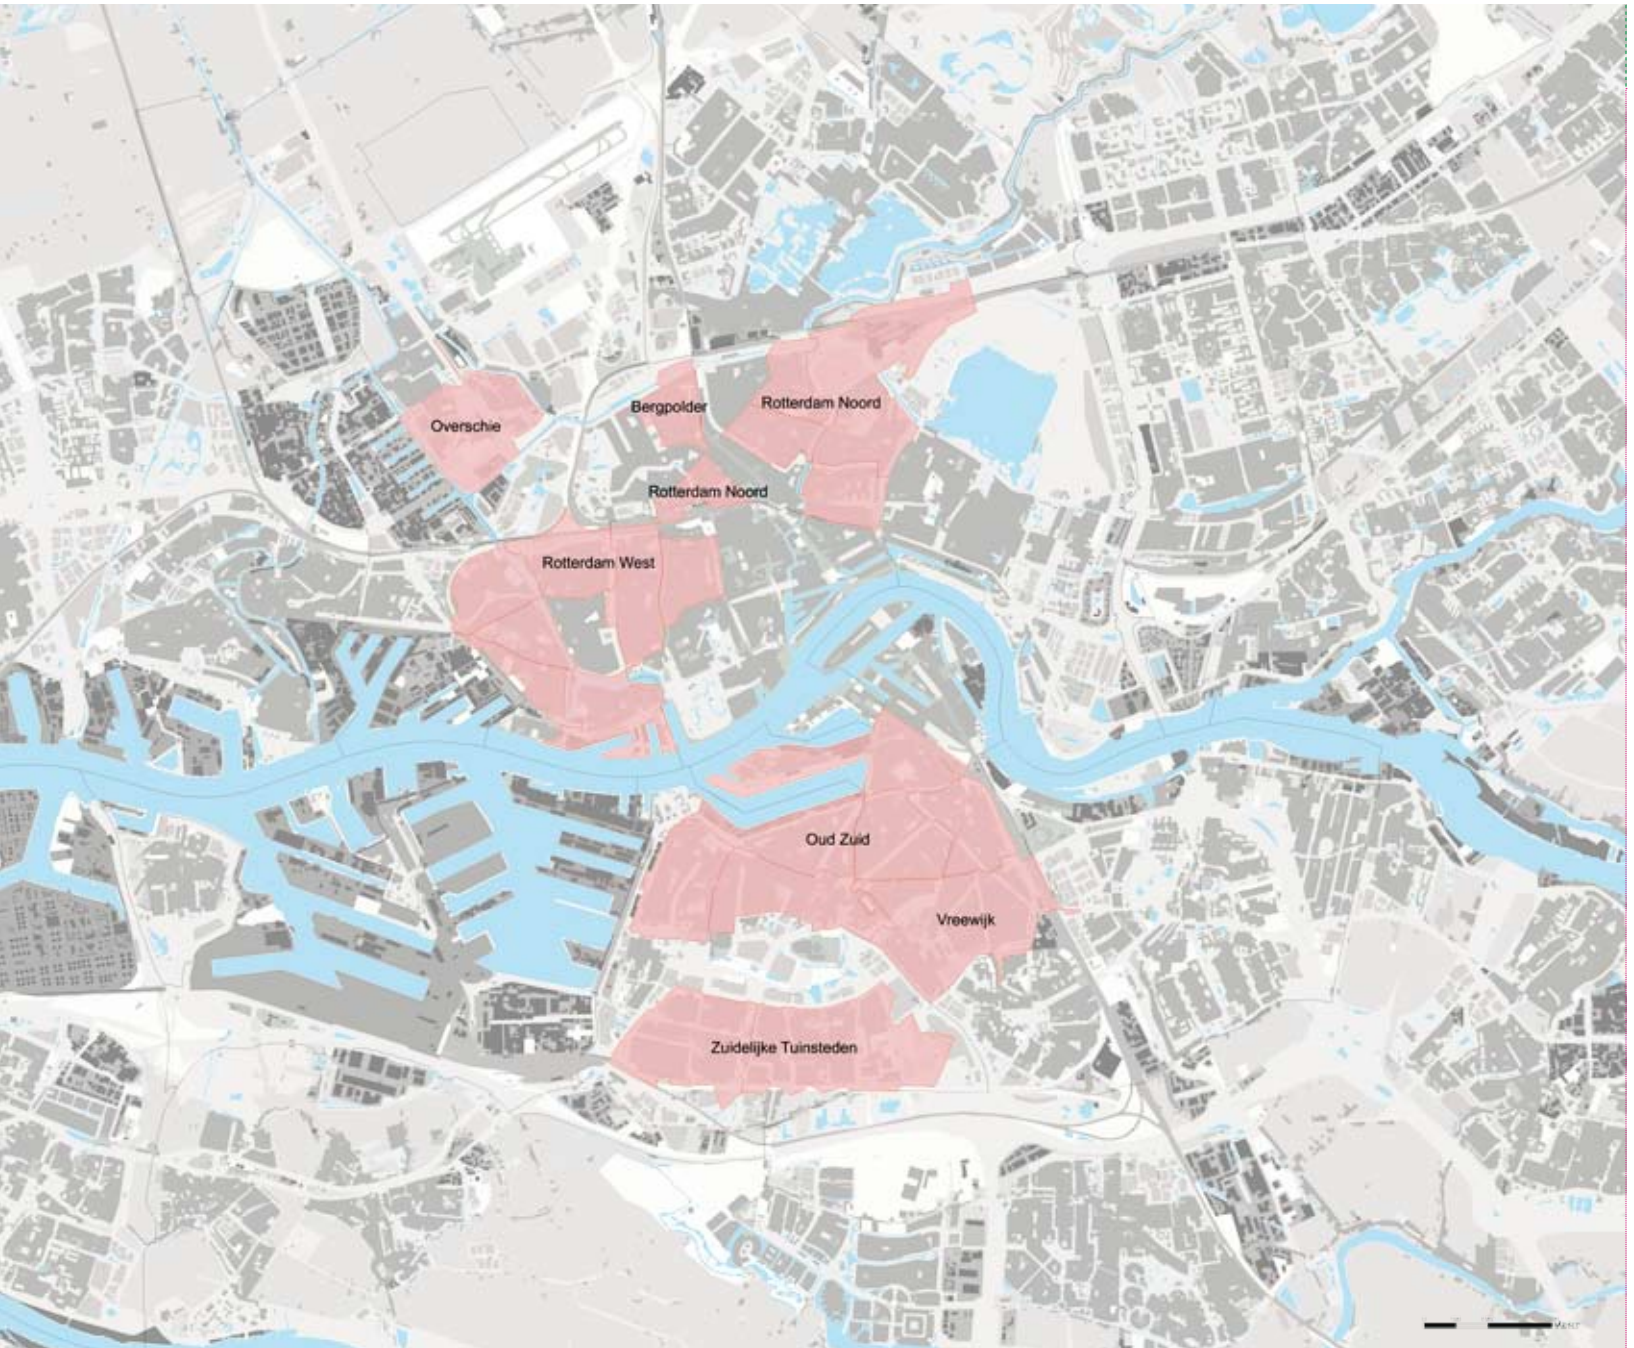 Bergpolder
Rotterdam Noord
Overschie
Rotterdam Noord
Rotterdam West
Oud Zuid
Vreewijk
Zuidelijke Tuinsteden